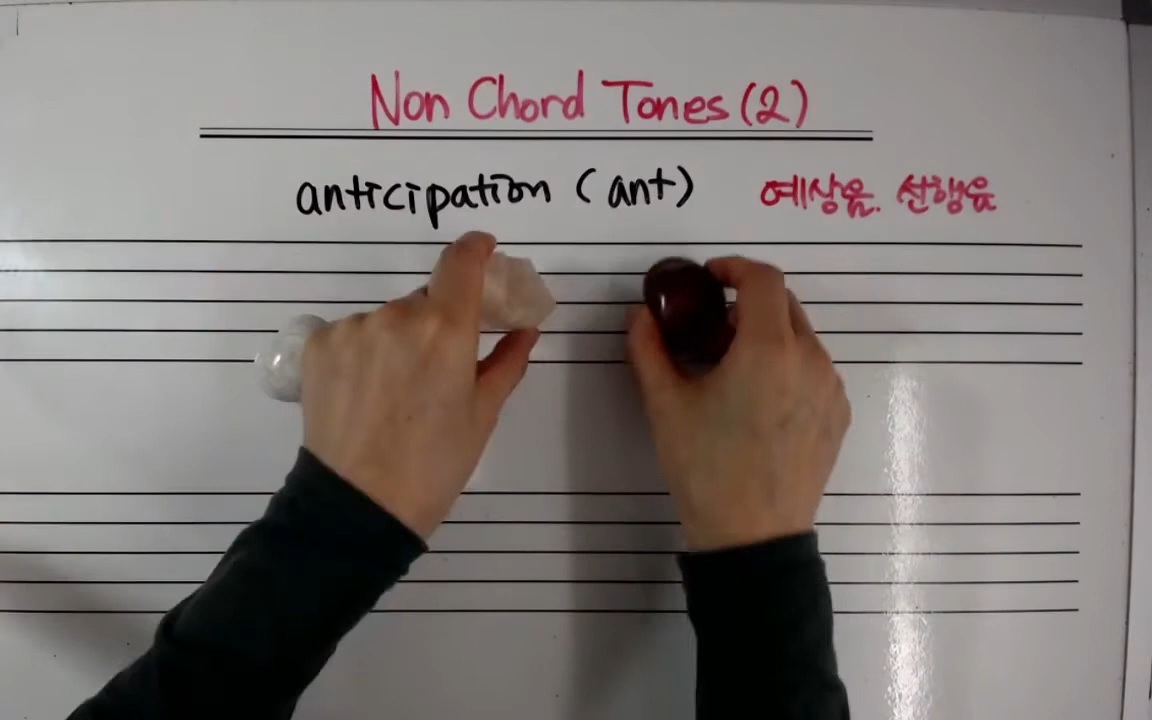 Non Chord Tones (2)
anticipation (ant) 예상음. 선행음